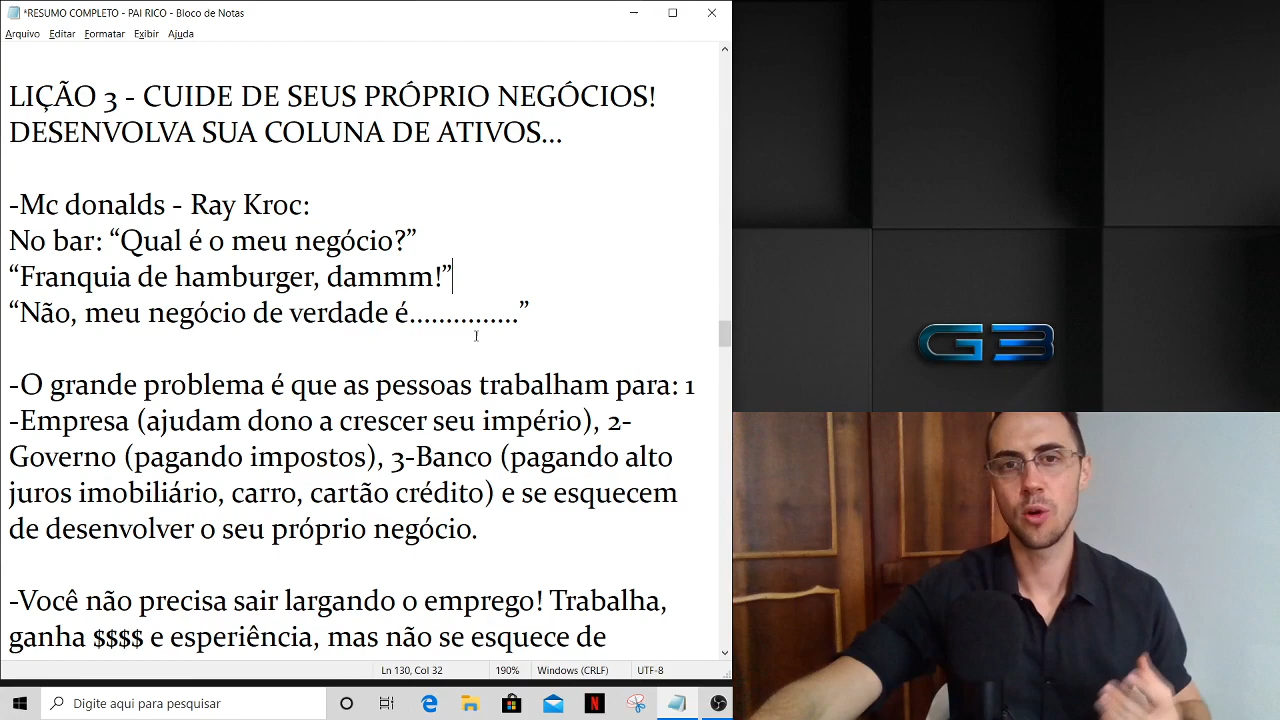 *RESUMO COMPLETO - PAI RICO - Bloco de Notas
Arquivo Editar Formatar Exibir Ajuda
LIÇÃO 3 - CUIDE DE SEUS PRÓPRIO NEGÓCIOS!
DESENVOLVA SUA COLUNA DE ATIVOS...
-Mc donalds - Ray Kroc:
No bar: “Qual é o meu negócio?”
“Franquia de hamburger, dammm!”
“Não, meu negócio de verdade é...............”
-O grande problema é que as pessoas trabalham para: 1
-Empresa (ajudam dono a crescer seu império), 2-
Governo (pagando impostos), 3-Banco (pagando alto
juros imobiliário, carro, cartão crédito) e se esquecem
de desenvolver o seu próprio negócio.
-Você não precisa sair largando o emprego! Trabalha,
ganha $$$$ e esperiência, mas não se esquece de
Ln 130, Col 32 190% Windows (CRLF) UTF-8
Digite aqui para pesquisar
G3